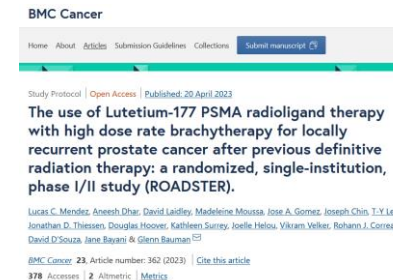 BMC Cancer
Home About Articles Submission Guidelines Collections Submit manuscript
Study Protocol | Open Access | Published: 20 April 2023
The use of Lutetium-177 PSMA radioligand therapy
with high dose rate brachytherapy for locally
recurrent prostate cancer after previous definitive
radiation therapy: a randomized, single-institution,
phase I/II study (ROADSTER).
Lucas C. Mendez, Aneesh Dhar, David Laidley, Madeleine Moussa, Jose A. Gomez, Joseph Chin, T-Y Le
Jonathan D. Thiessen, Douglas Hoover, Kathleen Surrey, Joelle Helou, Vikram Velker, Rohann J. Correa
David D'Souza, Jane Bayani & Glenn Bauman
BMC Cancer 23, Article number: 362 (2023) | Cite this article
378 Accesses | 2 Altmetric | Metrics